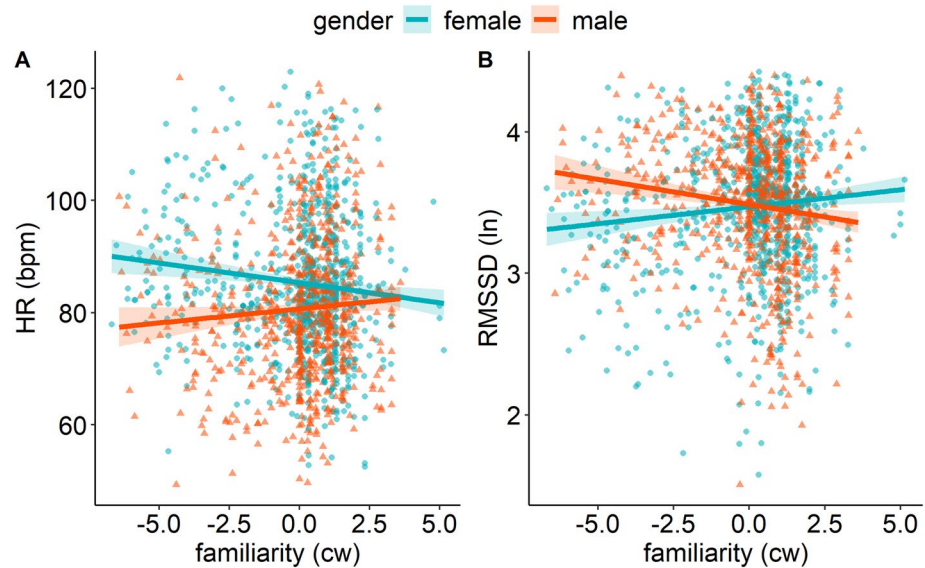 gender female male
A
B
HR (bpm)
120
100
80
60
-5.0 -2.5 0.0 2.5 5.0
familiarity (cw)
RMSSD (ln)
4
3
2
-5.0 -2.5 0.0 2.5 5.0
familiarity (cw)